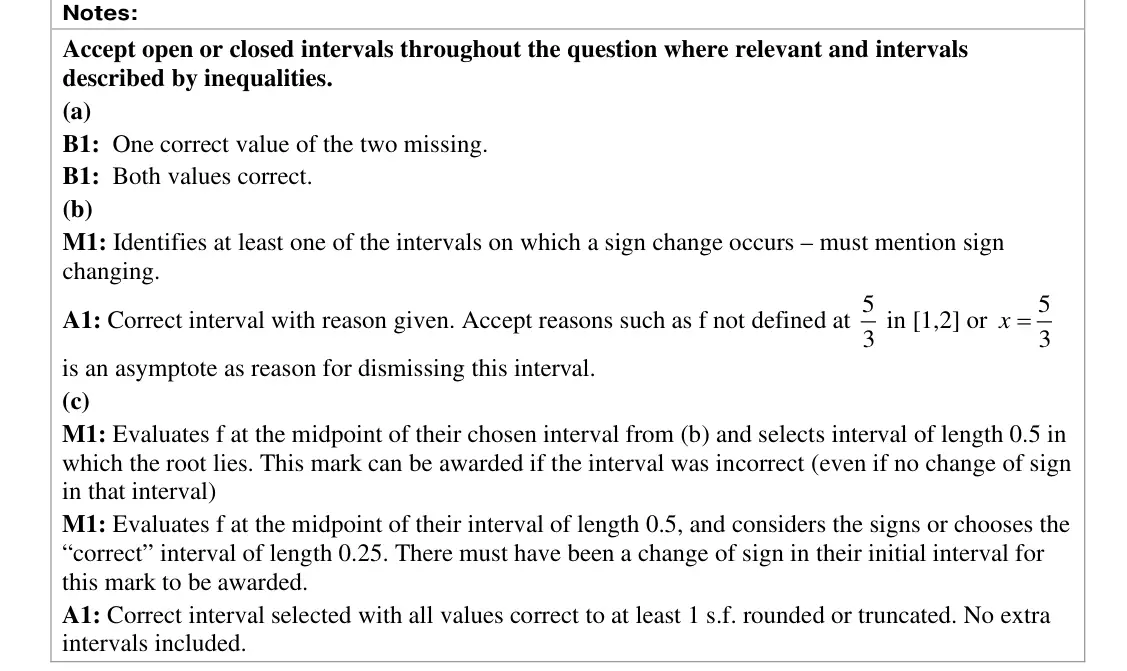 Notes:
Accept open or closed intervals throughout the question where relevant and intervals
described by inequalities.
(a)
B1: One correct value of the two missing.
B1: Both values correct.
(b)
M1: Identifies at least one of the intervals on which a sign change occurs – must mention sign
changing.
A1: Correct interval with reason given. Accept reasons such as f not defined at 5/3 in [1,2] or x = 5/3
is an asymptote as reason for dismissing this interval.
(c)
M1: Evaluates f at the midpoint of their chosen interval from (b) and selects interval of length 0.5 in
which the root lies. This mark can be awarded if the interval was incorrect (even if no change of sign
in that interval)
M1: Evaluates f at the midpoint of their interval of length 0.5, and considers the signs or chooses the
“correct” interval of length 0.25. There must have been a change of sign in their initial interval for
this mark to be awarded.
A1: Correct interval selected with all values correct to at least 1 s.f. rounded or truncated. No extra
intervals included.